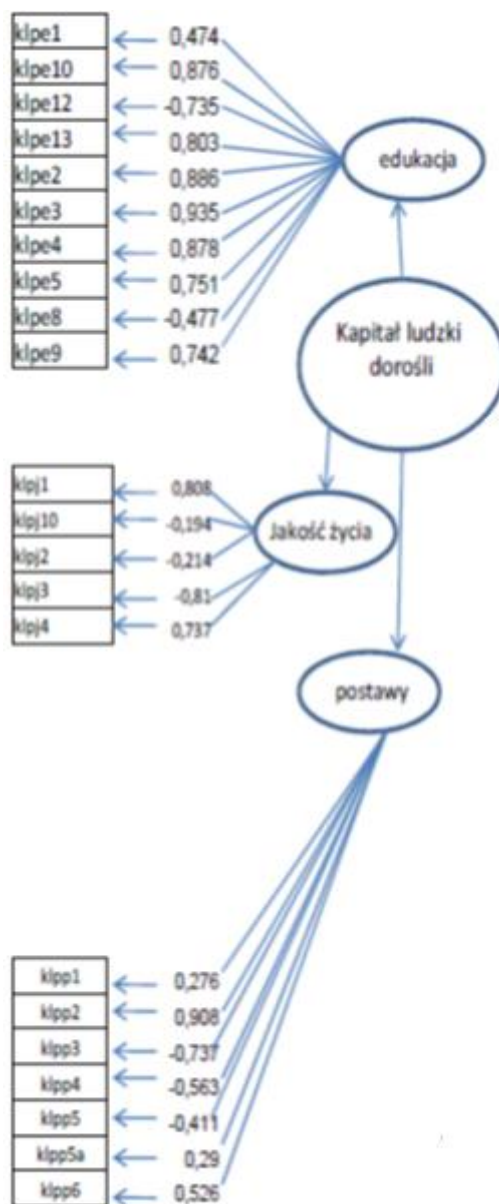 klpe1 0,474
klpe10 0,876
klpe12 -0,735
klpe13 0,803
klpe2 0,886
klpe3 0,935
klpe4 0,878
klpe5 0,751
klpe8 -0,477
klpe9 0,742
edukacja
Kapitał ludzki
dorośli
klpj1 0,808
klpj10 -0,194
klpj2 -0,214
klpj3 -0,81
klpj4 0,737
Jakość życia
postawy
klpp1 0,276
klpp2 0,908
klpp3 -0,737
klpp4 -0,563
klpp5 -0,411
klpp5a 0,29
klpp6 0,526